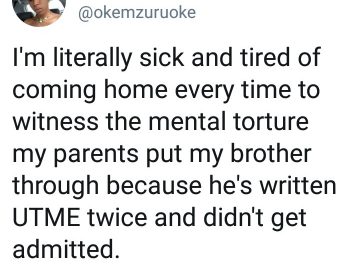 @okemzuruoke
I'm literally sick and tired of
coming home every time to
witness the mental torture
my parents put my brother
through because he's written
UTME twice and didn't get
admitted.